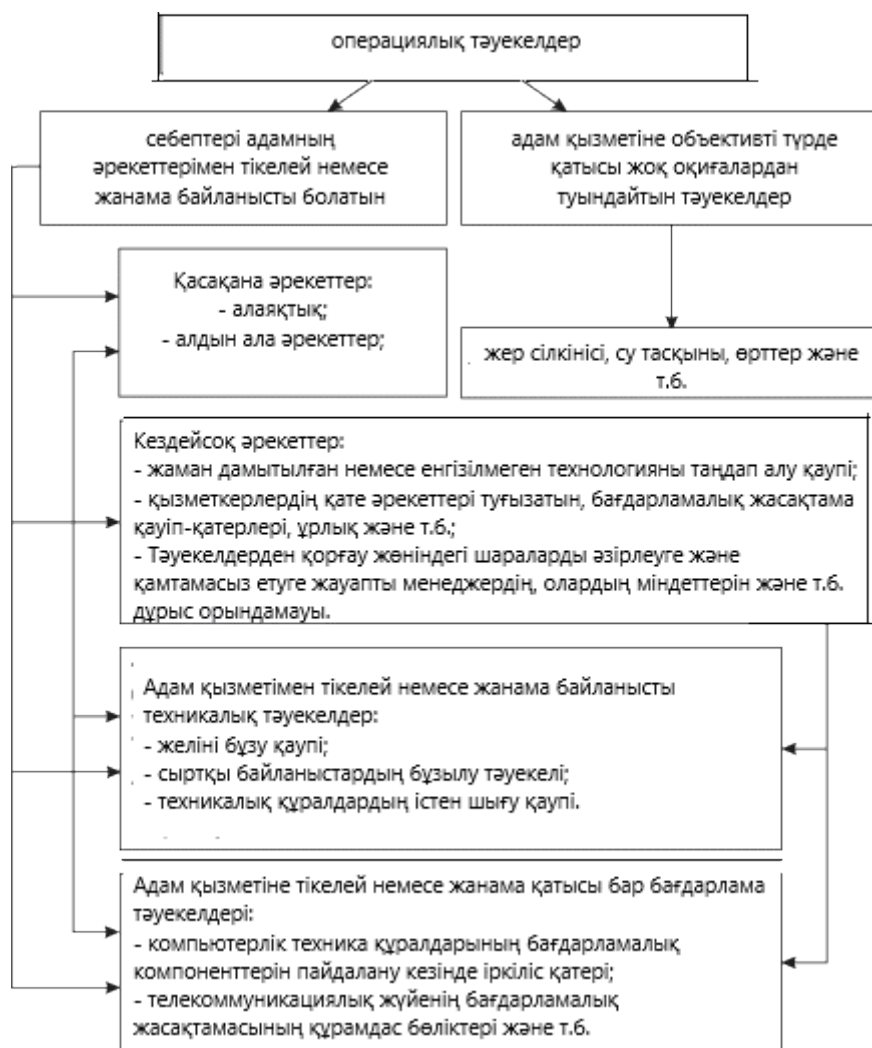 операциялық тәуекелдер
себептері адамның
әрекеттерімен тікелей немесе
жанама байланысты болатын
адам қызметіне объективті түрде
қатысы жоқ оқиғалардан
туындайтын тәуекелдер
Қасақана әрекеттер:
- алаяқтық;
- алдын ала әрекеттер;
жер сілкінісі, су тасқыны, өрттер және
т.б.
Кездейсоқ әрекеттер:
- жаман дамытылған немесе енгізілмеген технологияны таңдап алу қаупі;
- қызметкерлердің қате әрекеттері туғызатын, бағдарламалық жасақтама
қауіп-қатерлері, ұрлық және т.б.;
- Тәуекелдерден қорғау жөніндегі шараларды әзірлеуге және
қамтамасыз етуге жауапты менеджердің, олардың міндеттерін және т.б.
дұрыс орындамауы.
Адам қызметімен тікелей немесе жанама байланысты
техникалық тәуекелдер:
- желіні бұзу қаупі;
- сыртқы байланыстардың бұзылу тәуекелі;
- техникалық құралдардың істен шығу қаупі.
Адам қызметіне тікелей немесе жанама қатысы бар бағдарлама
тәуекелдері:
- компьютерлік техника құралдарының бағдарламалық
компоненттерін пайдалану кезінде іркіліс қатері;
- телекоммуникациялық жүйенің бағдарламалық
жасақтамасының құрамдас бөліктері және т.б.